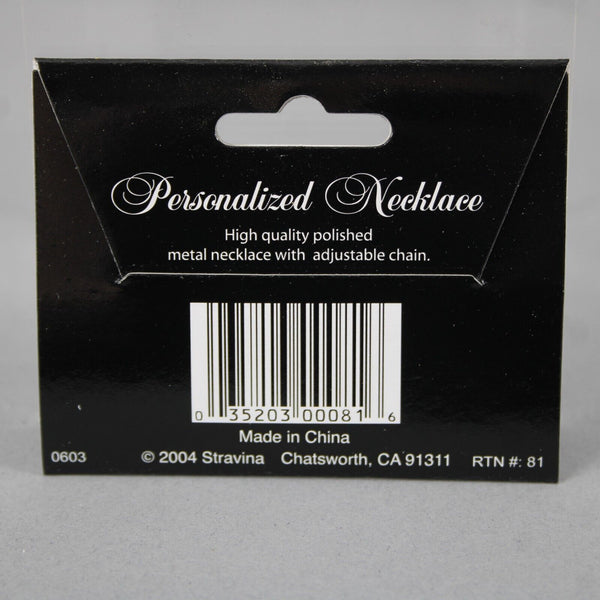 Personalized Necklace
High quality polished
metal necklace with adjustable chain.
0 35203 00081 6
Made in China
0603 © 2004 Stravina Chatsworth, CA 91311 RTN #: 81